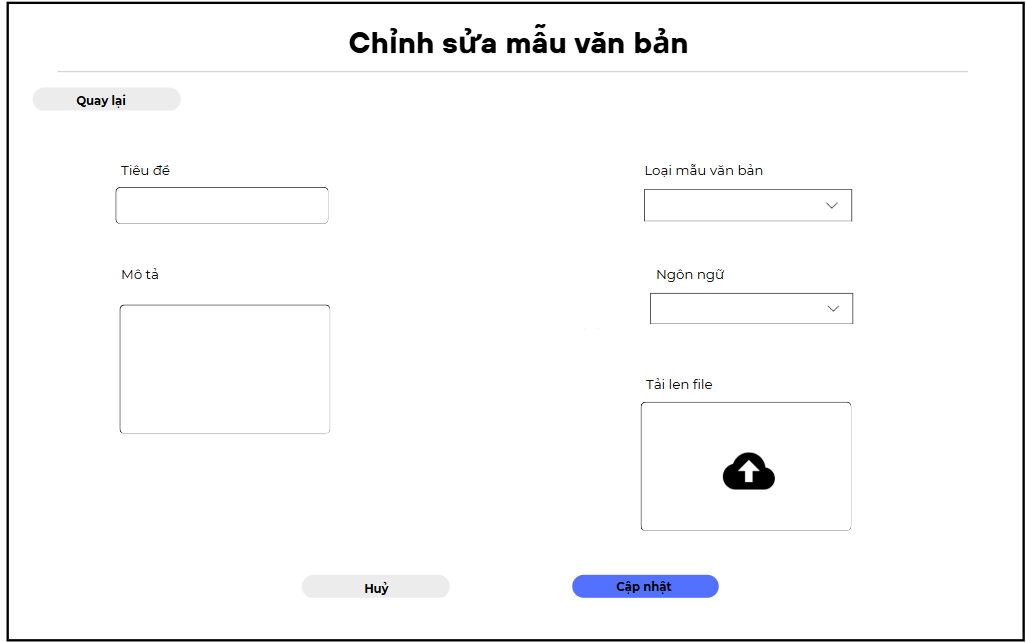 Chỉnh sửa mẫu văn bản
Quay lại
Tiêu đề
Loại mẫu văn bản
Mô tả
Ngôn ngữ
Tải len file
Huỷ
Cập nhật